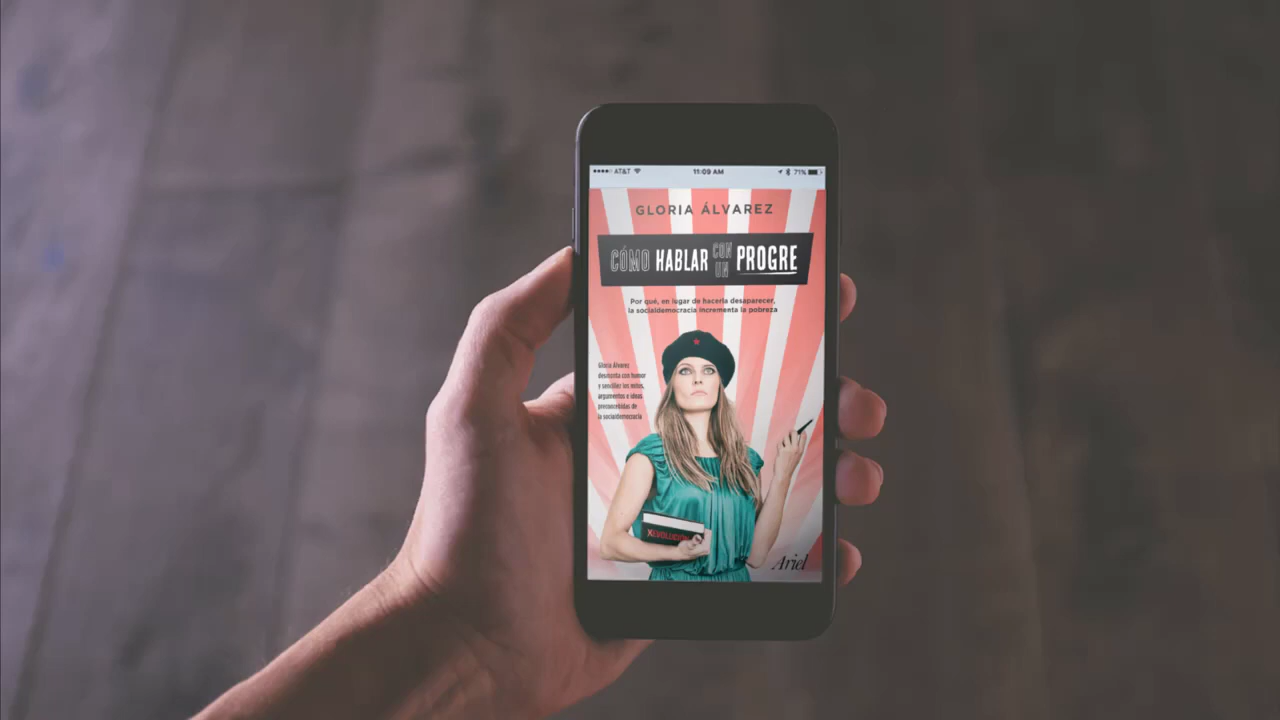 AT&T 11:09 AM 71%
GLORIA ÁLVAREZ
CÓMO HABLAR CON UN PROGRE
Por qué, en lugar de hacerla desaparecer,
la socialdemocracia incrementa la pobreza
Gloria Álvarez
desmonta con humor
y sencillez los mitos,
argumentos e ideas
preconcebidas de
la socialdemocracia
XEVOLUCIÓN
Ariel